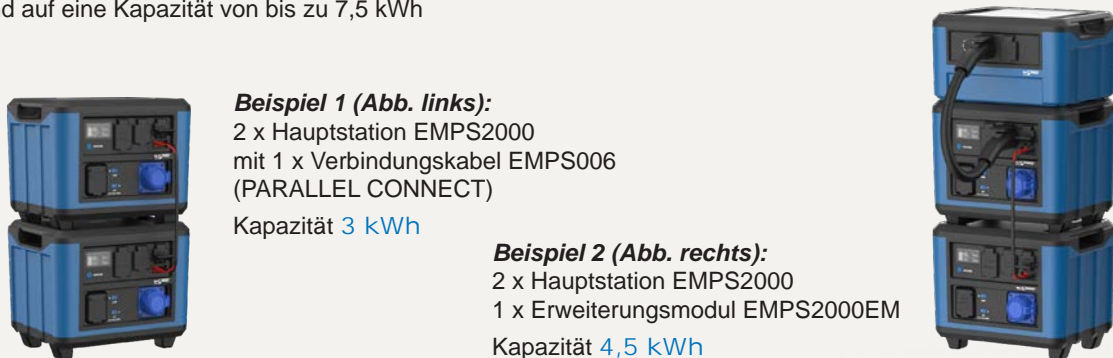 d auf eine Kapazität von bis zu 7,5 kWh
Beispiel 1 (Abb. links):
2 x Hauptstation EMPS2000
mit 1 x Verbindungskabel EMPS006
(PARALLEL CONNECT)
Kapazität 3 kWh
Beispiel 2 (Abb. rechts):
2 x Hauptstation EMPS2000
1 x Erweiterungsmodul EMPS2000EM
Kapazität 4,5 kWh